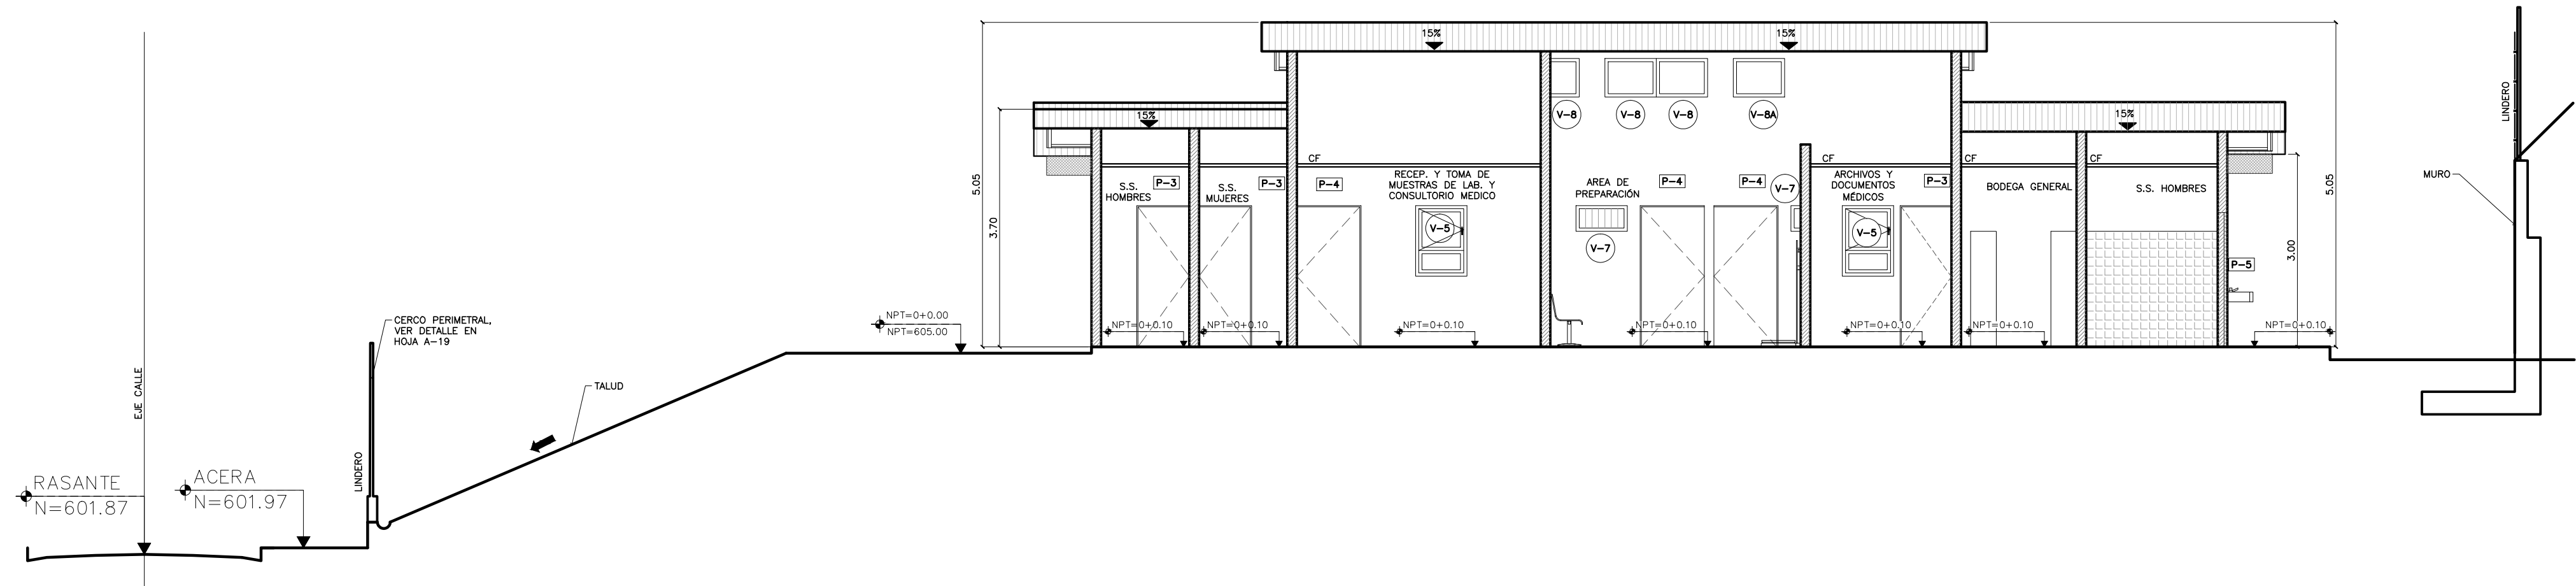 15%
15%
LINDERO
15%
V-8
V-8
V-8
V-8A
15%
5.05
3.70
CF
CF
CF
CF
S.S.
HOMBRES
P-3
S.S.
MUJERES
P-3
P-4
RECEP. Y TOMA DE
MUESTRAS DE LAB. Y
CONSULTORIO MEDICO
V-5
AREA DE
PREPARACIÓN
V-7
P-4
P-4
V-7
ARCHIVOS Y
DOCUMENTOS
MÉDICOS
P-3
V-5
BODEGA GENERAL
S.S. HOMBRES
5.05
3.00
P-5
MURO
NPT=0+0.00
NPT=605.00
NPT=0+0.10
NPT=0+0.10
NPT=0+0.10
NPT=0+0.10
NPT=0+0.10
NPT=0+0.10
NPT=0+0.10
CERCO PERIMETRAL,
VER DETALLE EN
HOJA A-19
EJE CALLE
TALUD
LINDERO
RASANTE
N=601.87
ACERA
N=601.97